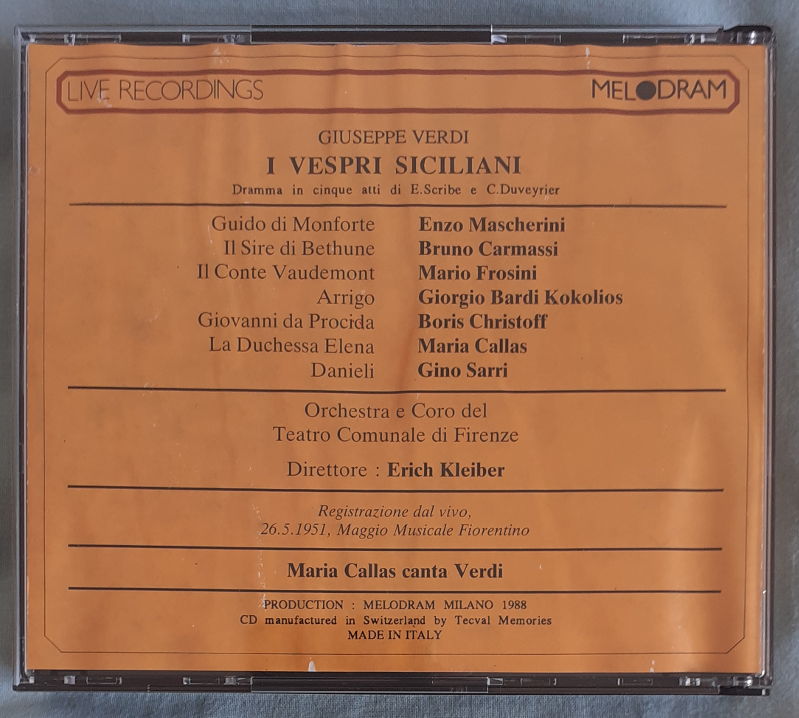 LIVE RECORDINGS
MELODRAM
GIUSEPPE VERDI
I VESPRI SICILIANI
Dramma in cinque atti di E.Scribe e C.Duveyrier
Guido di Monforte Enzo Mascherini
Il Sire di Bethune Bruno Carmassi
Il Conte Vaudemont Mario Frosini
Arrigo Giorgio Bardi Kokolios
Giovanni da Procida Boris Christoff
La Duchessa Elena Maria Callas
Danieli Gino Sarri
Orchestra e Coro del
Teatro Comunale di Firenze
Direttore : Erich Kleiber
Registrazione dal vivo,
26.5.1951, Maggio Musicale Fiorentino
Maria Callas canta Verdi
PRODUCTION : MELODRAM MILANO 1988
CD manufactured in Switzerland by Tecval Memories
MADE IN ITALY